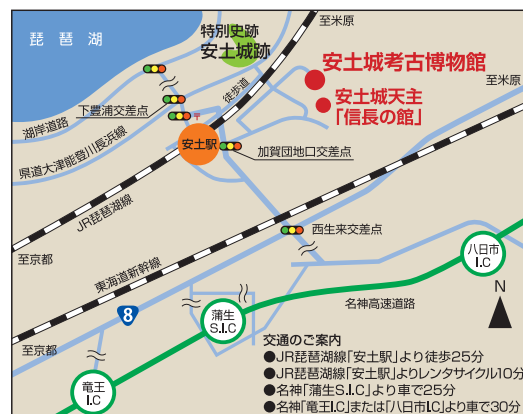 琵琶湖
特別史跡
安土城跡
至米原
安土城考古博物館
至米原
安土城天主
「信長の館」
徒歩道
下豊浦交差点
湖岸道路
県道大津能登川長浜線
安土駅
加賀団地口交差点
JR琵琶湖線
至京都
東海道新幹線
西生来交差点
八日市
I.C
8
蒲生
S.I.C
名神高速道路
N
至京都
竜王
I.C
交通のご案内
●JR琵琶湖線「安土駅」より徒歩25分
●JR琵琶湖線「安土駅」よりレンタサイクル10分
●名神「蒲生S.I.C」より車で25分
●名神「竜王I.C」または「八日市I.C」より車で30分